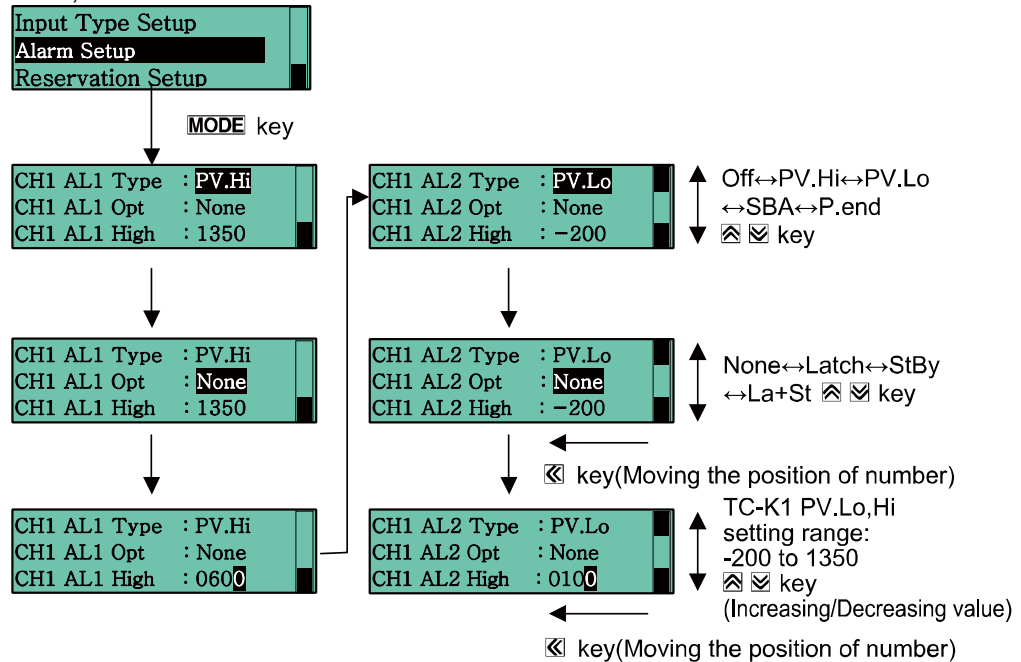 Input Type Setup
Alarm Setup
Reservation Setup
MODE key
CH1 AL1 Type : PV.Hi
CH1 AL1 Opt : None
CH1 AL1 High : 1350
CH1 AL2 Type : PV.Lo
CH1 AL2 Opt : None
CH1 AL2 High : -200
Off↔PV.Hi↔PV.Lo
↔SBA↔P.end
key
CH1 AL1 Type : PV.Hi
CH1 AL1 Opt : None
CH1 AL1 High : 1350
CH1 AL2 Type : PV.Lo
CH1 AL2 Opt : None
CH1 AL2 High : -200
None↔Latch↔StBy
↔La+St key
key(Moving the position of number)
CH1 AL1 Type : PV.Hi
CH1 AL1 Opt : None
CH1 AL1 High : 0600
CH1 AL2 Type : PV.Lo
CH1 AL2 Opt : None
CH1 AL2 High : 0100
TC-K1 PV.Lo,Hi
setting range:
-200 to 1350
key
(Increasing/Decreasing value)
key(Moving the position of number)